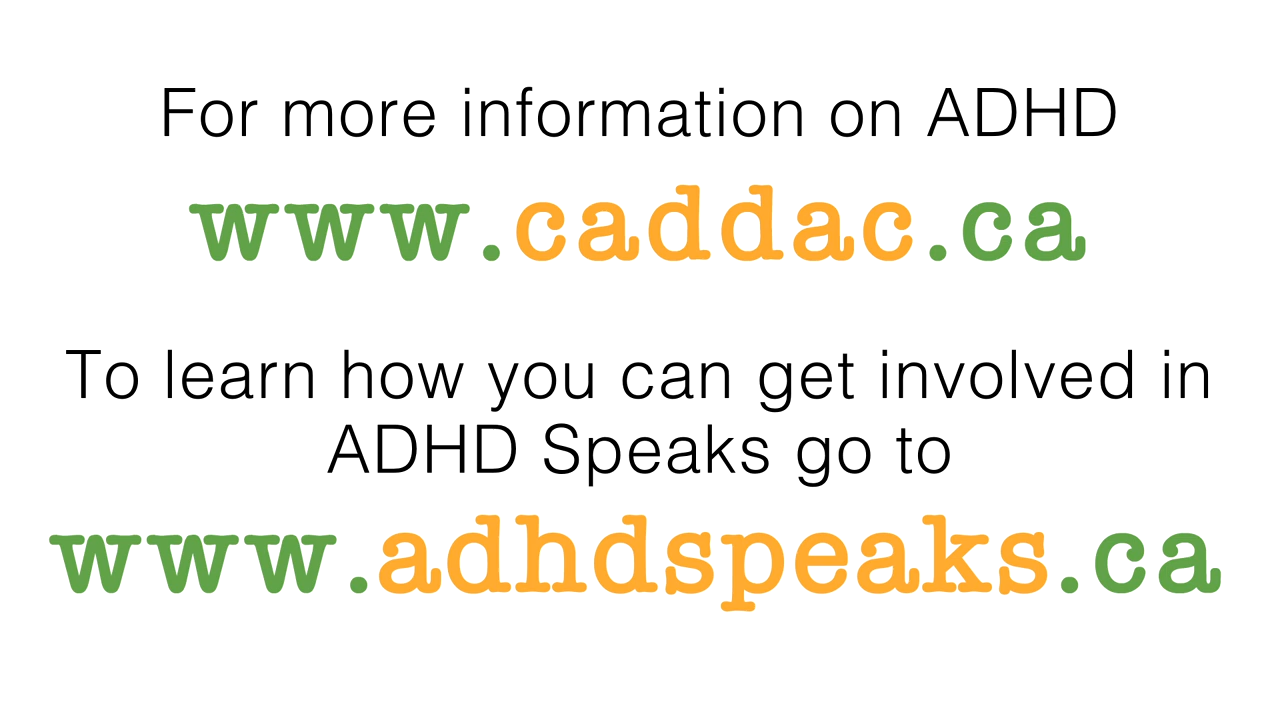 For more information on ADHD
www.caddac.ca
To learn how you can get involved in
ADHD Speaks go to
www.adhdspeaks.ca